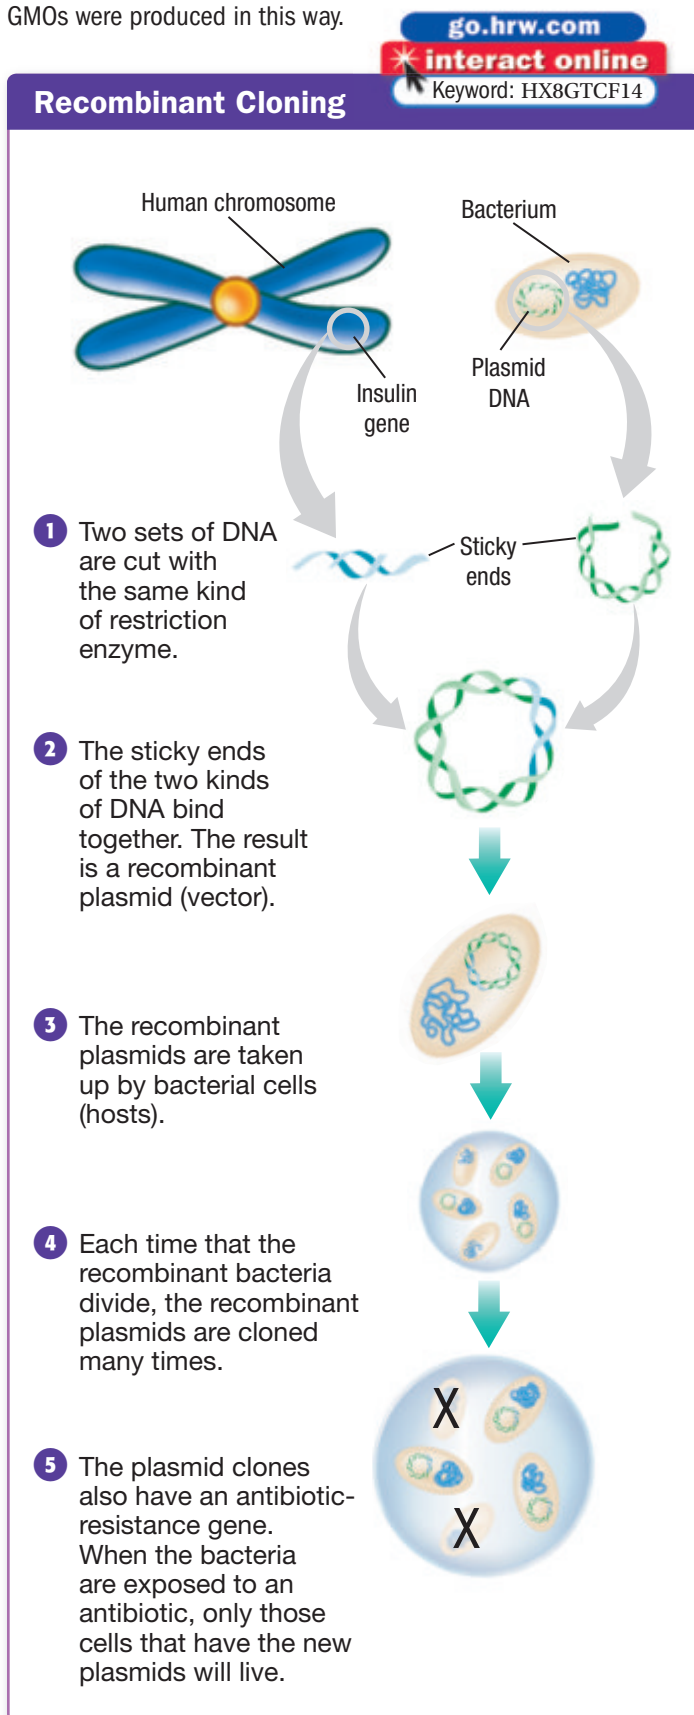 GMOs were produced in this way.
go.hrw.com
interact online
Keyword: HX8GTCF14
Recombinant Cloning
Human chromosome
Bacterium
Plasmid
DNA
Insulin
gene
1 Two sets of DNA
are cut with
the same kind
of restriction
enzyme.
Sticky
ends
2 The sticky ends
of the two kinds
of DNA bind
together. The result
is a recombinant
plasmid (vector).
3 The recombinant
plasmids are taken
up by bacterial cells
(hosts).
4 Each time that the
recombinant bacteria
divide, the recombinant
plasmids are cloned
many times.
X
X
5 The plasmid clones
also have an antibiotic-
resistance gene.
When the bacteria
are exposed to an
antibiotic, only those
cells that have the new
plasmids will live.